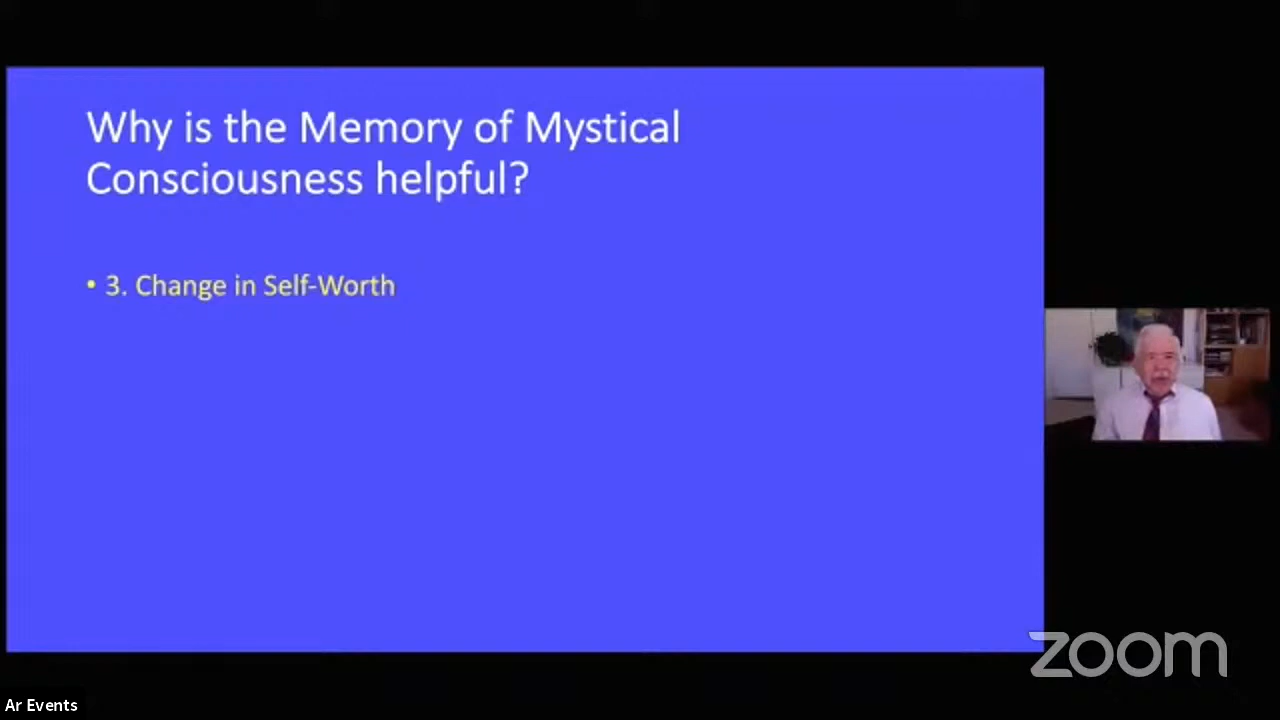 Why is the Memory of Mystical
Consciousness helpful?
• 3. Change in Self-Worth
zoom
Ar Events